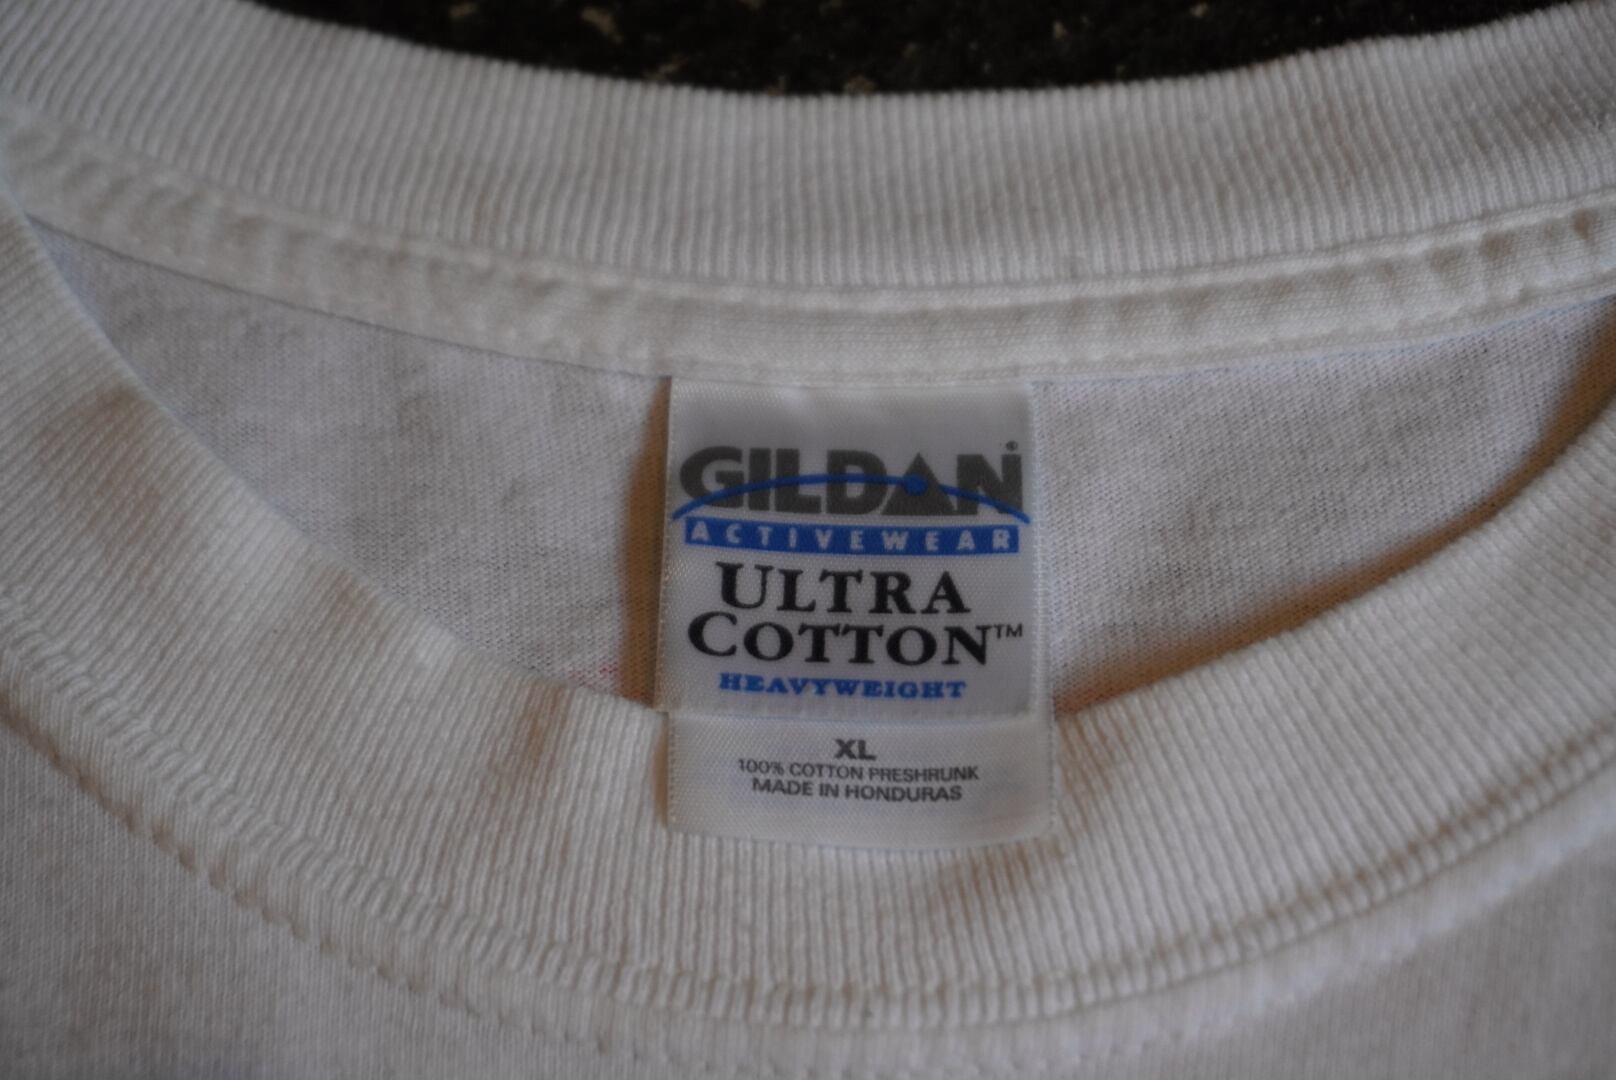 GILDAN®
ACTIVEWEAR
ULTRA
COTTON™
HEAVYWEIGHT
XL
100% COTTON PRESHRUNK
MADE IN HONDURAS